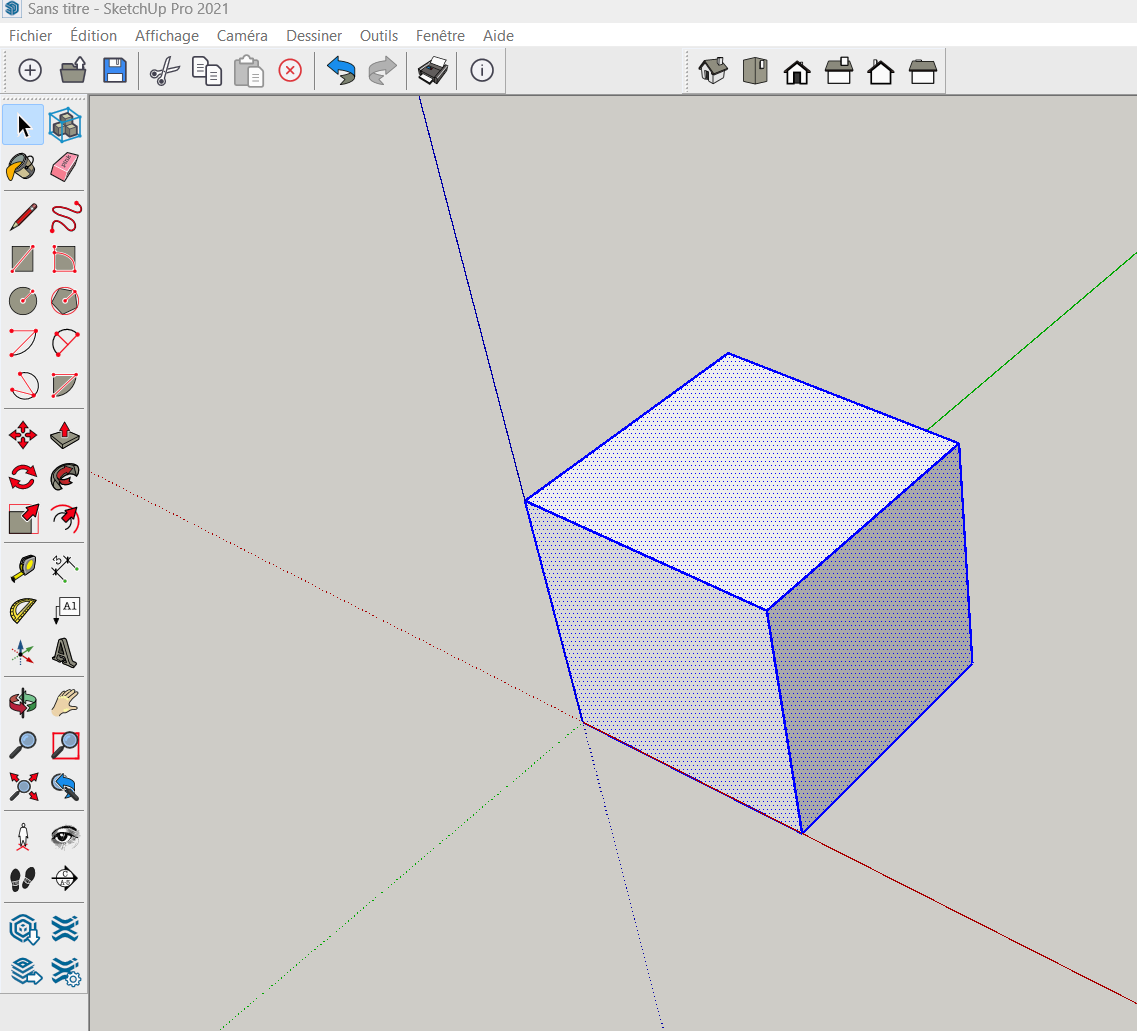 Sans titre - SketchUp Pro 2021
Fichier Édition Affichage Caméra Dessiner Outils Fenêtre Aide
A1